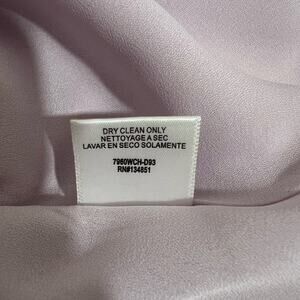 DRY CLEAN ONLY
NETTOYAGE A SEC
LAVAR EN SECO SOLAMENTE
7960WCH-D93
RN#134851